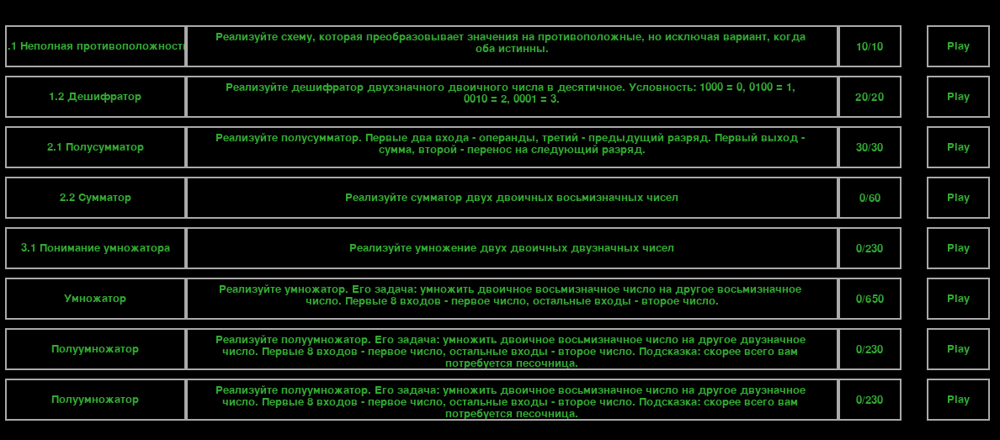 .1 Неполная противоположность
Реализуйте схему, которая преобразовывает значения на противоположные, но исключая вариант, когда
оба истинны.
10/10
Play
1.2 Дешифратор
Реализуйте дешифратор двухзначного двоичного числа в десятичное. Условность: 1000 = 0, 0100 = 1,
0010 = 2, 0001 = 3.
20/20
Play
2.1 Полусумматор
Реализуйте полусумматор. Первые два входа - операнды, третий - предыдущий разряд. Первый выход -
сумма, второй - перенос на следующий разряд.
30/30
Play
2.2 Сумматор
Реализуйте сумматор двух двоичных восьмизначных чисел
0/60
Play
3.1 Понимание умножатора
Реализуйте умножение двух двоичных двузначных чисел
0/230
Play
Умножатор
Реализуйте умножатор. Его задача: умножить двоичное восьмизначное число на другое восьмизначное
число. Первые 8 входов - первое число, остальные входы - второе число.
0/650
Play
Полуумножатор
Реализуйте полуумножатор. Его задача: умножить двоичное восьмизначное число на другое двузначное
число. Первые 8 входов - первое число, остальные входы - второе число. Подсказка: скорее всего вам
потребуется песочница.
0/230
Play
Полуумножатор
Реализуйте полуумножатор. Его задача: умножить двоичное восьмизначное число на другое двузначное
число. Первые 8 входов - первое число, остальные входы - второе число. Подсказка: скорее всего вам
потребуется песочница.
0/230
Play